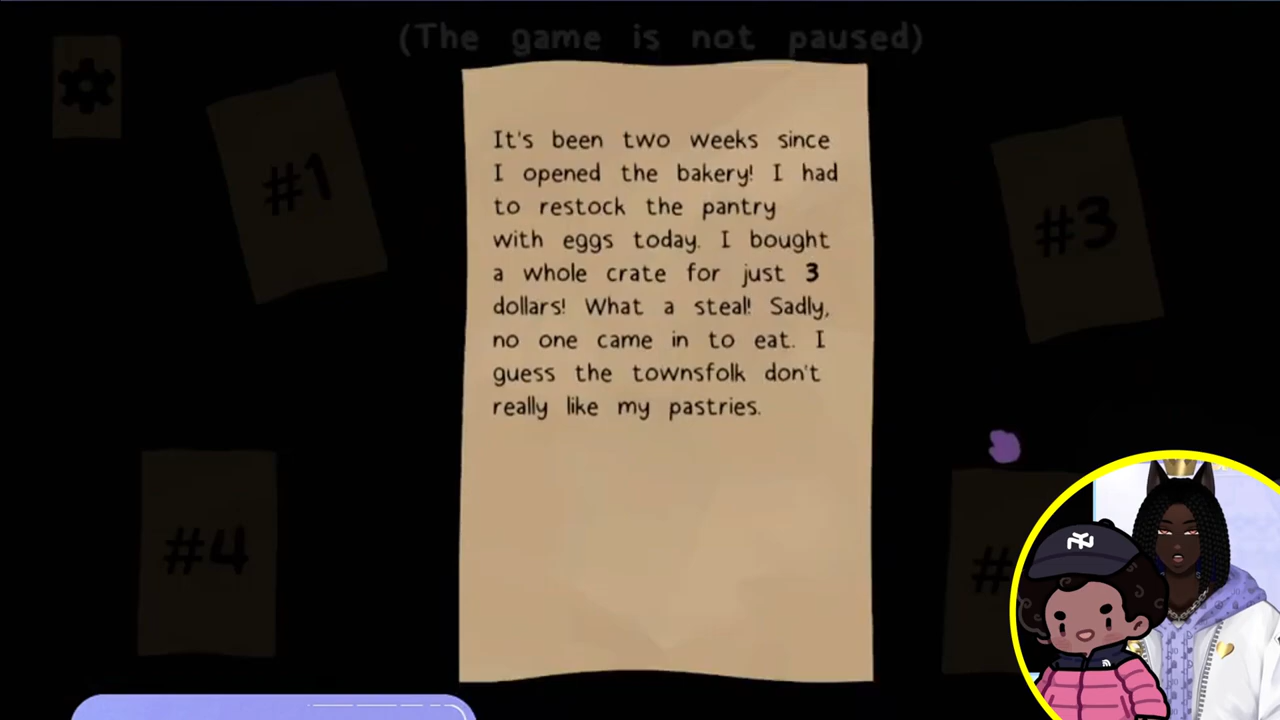 (The game is not paused)
#1
It's been two weeks since
I opened the bakery! I had
to restock the pantry
with eggs today. I bought
a whole crate for just 3
dollars! What a steal! Sadly,
no one came in to eat. I
guess the townsfolk don't
really like my pastries.
#3
#4
#